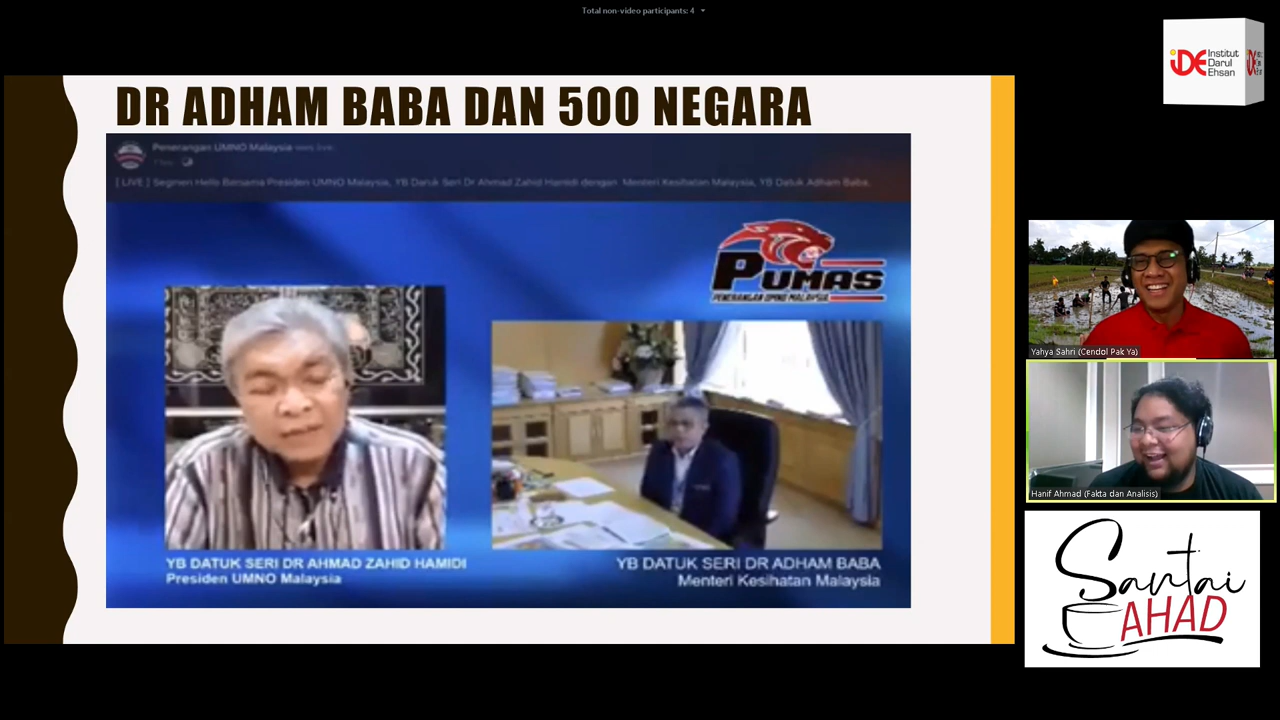 Total non-video participants: 4
iDE Institut
Darul
Ehsan
DR ADHAM BABA DAN 500 NEGARA
Penerangan UMNO Malaysia
[ LIVE ] Segmen Hello Bersama Presiden UMNO Malaysia, YB Datuk Seri Dr Ahmad Zahid Hamidi dengan Menteri Kesihatan Malaysia, YB Datuk Adham Baba.
PUMAS
PENERANGAN UMNO MALAYSIA
YB DATUK SERI DR AHMAD ZAHID HAMIDI
Presiden UMNO Malaysia
YB DATUK SERI DR ADHAM BABA
Menteri Kesihatan Malaysia
Yahya Sahri (Cendol Pak Ya)
Hanif Ahmad (Fakta dan Analisis)
Santai
AHAD